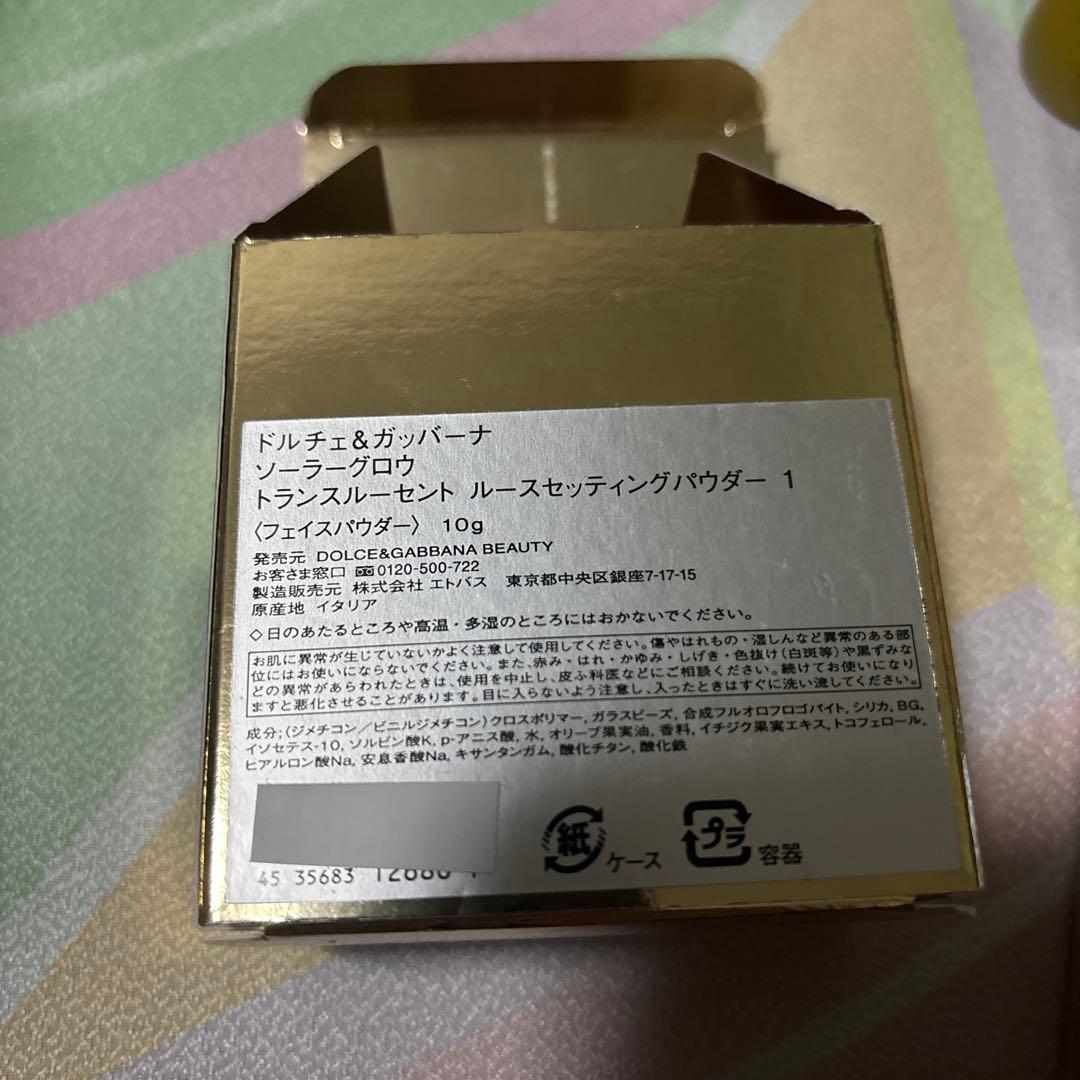 ドルチェ&ガッバーナ
ソーラーグロウ
トランスルーセント ルースセッティングパウダー 1
〈フェイスパウダー〉 10g
発売元 DOLCE&GABBANA BEAUTY
お客さま窓口 0120-500-722
製造販売元 株式会社 エトバス 東京都中央区銀座7-17-15
原産地 イタリア
◇日のあたるところや高温・多湿のところにはおかないでください。
お肌に異常が生じていないかよく注意して使用してください。傷やはれもの・湿しんなど異常のある部
位にはお使いにならないでください。また、赤み・はれ・かゆみ・しげき・色抜け(白斑等)や黒ずみな
どの異常があらわれたときは、使用を中止し、皮ふ科医などにご相談ください。続けてお使いになり
ますと悪化させることがあります。目に入らないよう注意し、入ったときはすぐに洗い流してください。
成分;(ジメチコン/ビニルジメチコン)クロスポリマー, ガラスビーズ, 合成フルオロフロゴパイト, シリカ, BG,
イソセテス-10, ソルビン酸K, p-アニス酸, 水, オリーブ果実油, 香料, イチジク果実エキス, トコフェロール,
ヒアルロン酸Na, 安息香酸Na, キサンタンガム, 酸化チタン, 酸化鉄
紙 ケース プラ 容器
45 35683